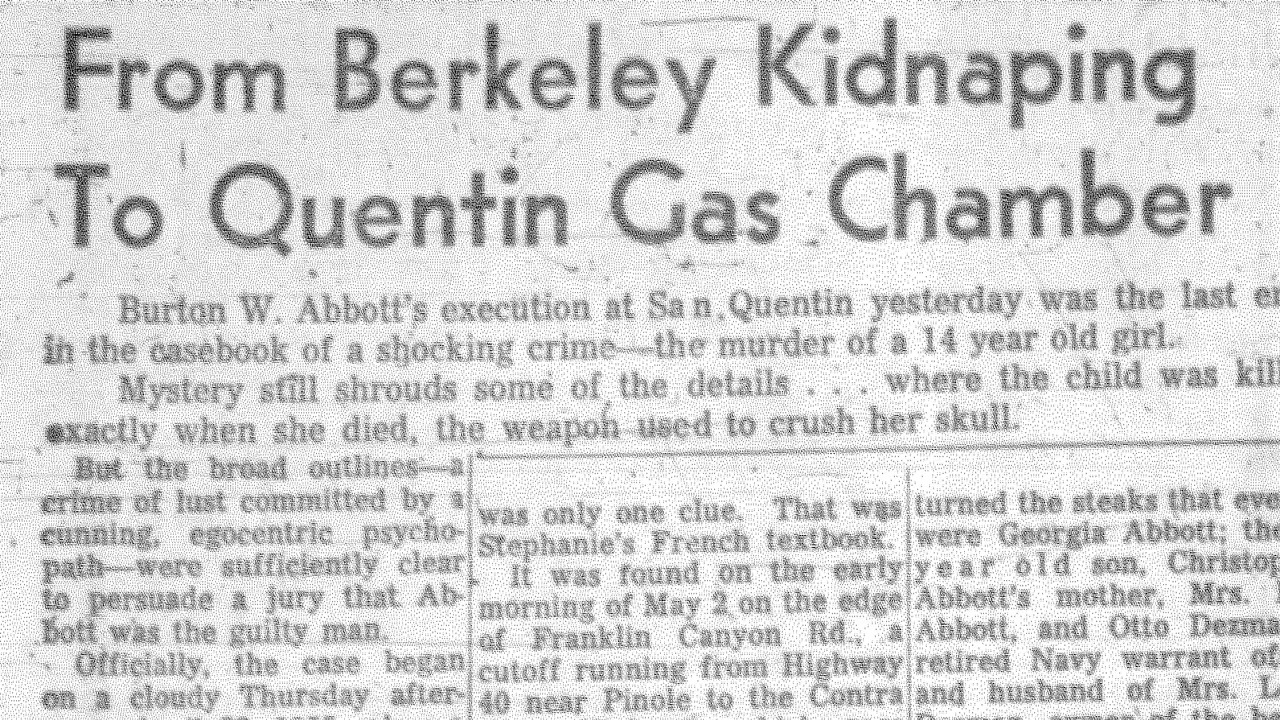 From Berkeley Kidnaping
To Quentin Gas Chamber
Burton W. Abbott's execution at San Quentin yesterday was the last
in the casebook of a shocking crime—the murder of a 14 year old girl.
Mystery still shrouds some of the details . . . where the child was
exactly when she died, the weapon used to crush her skull.
But the broad outlines—a
crime of lust committed by a
cunning, egocentric psycho-
path—were sufficiently clear
to persuade a jury that Ab-
bott was the guilty man.
Officially, the case began
on a cloudy Thursday after-
was only one clue. That was
Stephanie's French textbook.
It was found on the early
morning of May 2 on the edge
of Franklin Canyon Rd., a
cutoff running from Highway
40 near Pinole to the Contra
turned the steaks that
were Georgia Abbott; the
year old son,
Abbott's mother, Mrs.
Abbott, and Otto
retired Navy warrant
and husband of Mrs.